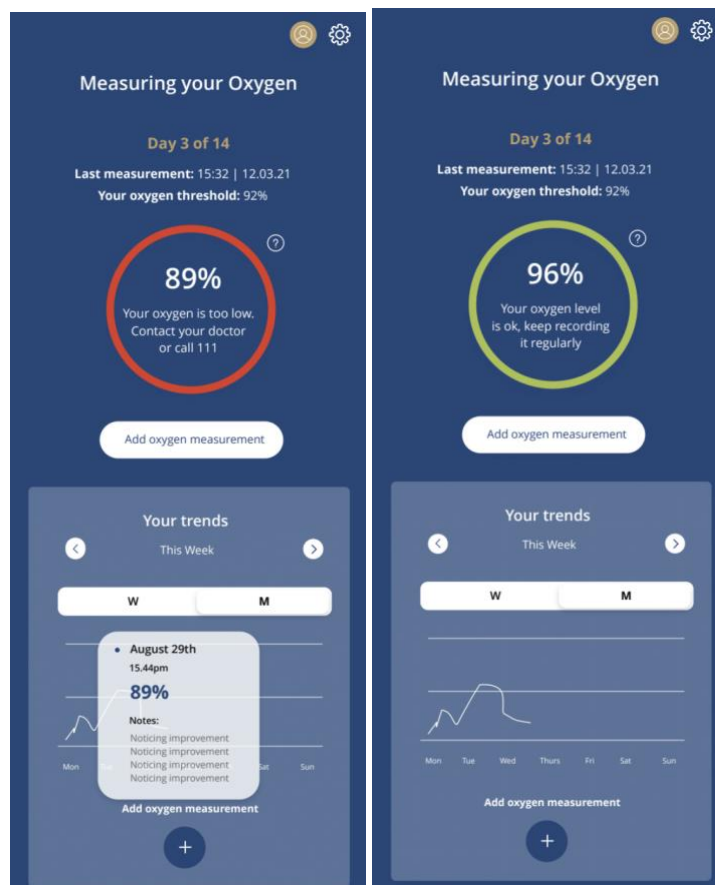 Measuring your Oxygen
Day 3 of 14
Last measurement: 15:32 | 12.03.21
Your oxygen threshold: 92%
?
89%
Your oxygen is too low.
Contact your doctor
or call 111
Add oxygen measurement
Your trends
This Week
W M
August 29th
15.44pm
89%
Notes:
Noticing improvement
Noticing improvement
Noticing improvement
Noticing improvement
Mon Sat Sun
Add oxygen measurement
+
Measuring your Oxygen
Day 3 of 14
Last measurement: 15:32 | 12.03.21
Your oxygen threshold: 92%
?
96%
Your oxygen level
is ok, keep recording
it regularly
Add oxygen measurement
Your trends
This Week
W M
Mon Tue Wed Thurs Fri Sat Sun
Add oxygen measurement
+